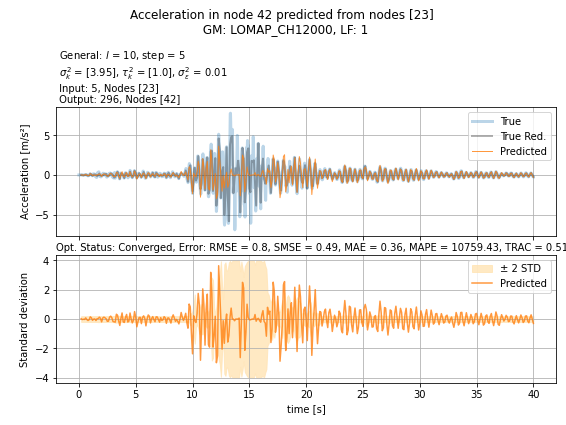 Acceleration in node 42 predicted from nodes [23]
GM: LOMAP_CH12000, LF: 1
General: l = 10, step = 5
σ²ₖ = [3.95], τ²ₖ = [1.0], σ²ε = 0.01
Input: 5, Nodes [23]
Output: 296, Nodes [42]
True
True Red.
Predicted
Acceleration [m/s²]
5
0
−5
Opt. Status: Converged, Error: RMSE = 0.8, SMSE = 0.49, MAE = 0.36, MAPE = 10759.43, TRAC = 0.51
± 2 STD
Predicted
Standard deviation
4
2
0
−2
−4
0 5 10 15 20 25 30 35 40
time [s]